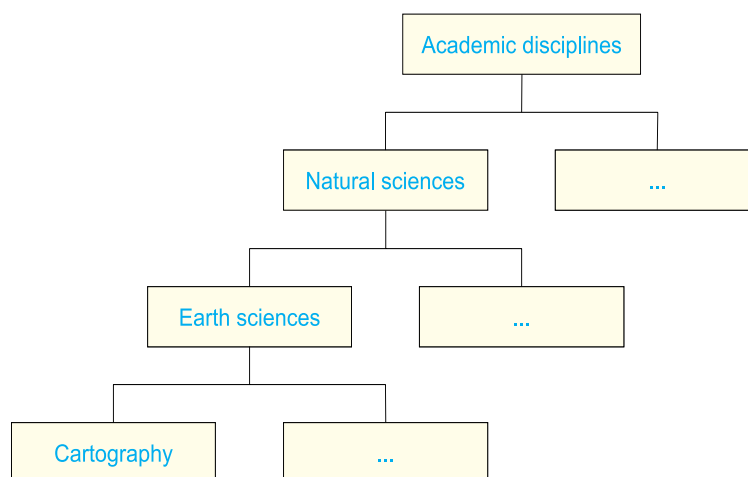 Academic disciplines
Natural sciences
...
Earth sciences
...
Cartography
...